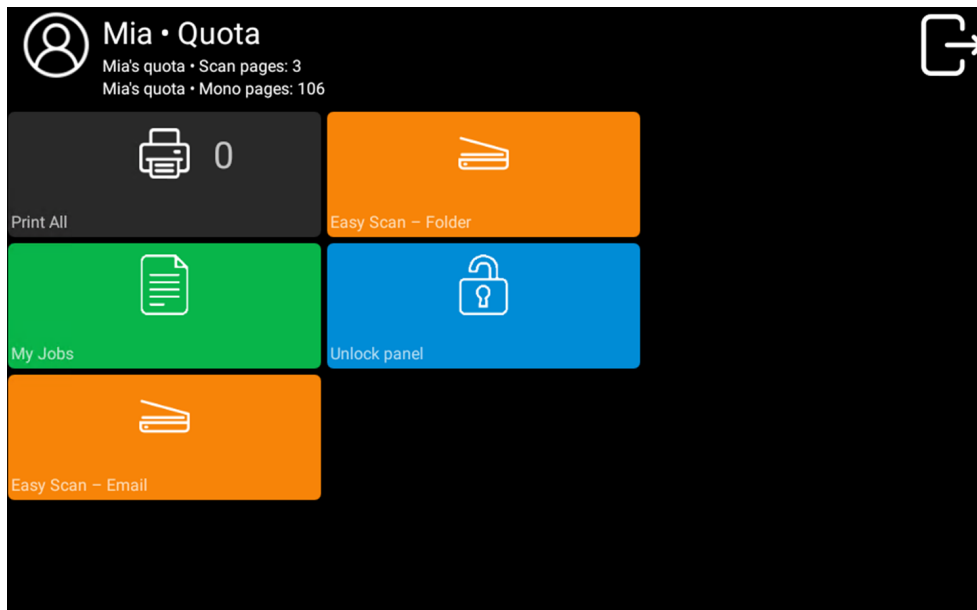 Mia • Quota
Mia's quota • Scan pages: 3
Mia's quota • Mono pages: 106
0
Print All
Easy Scan – Folder
My Jobs
Unlock panel
Easy Scan – Email